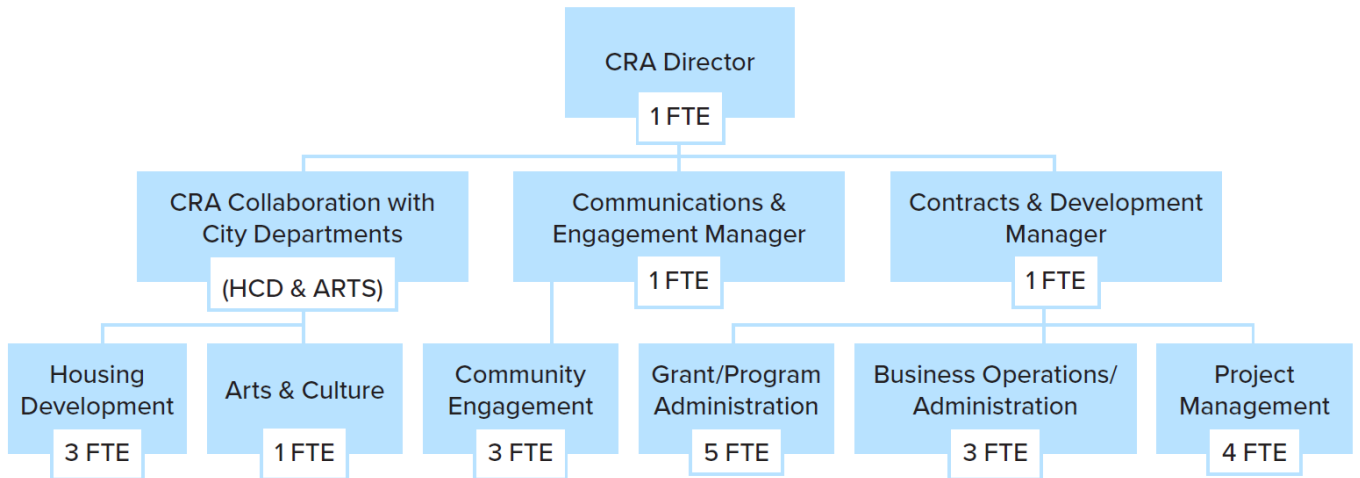 CRA Director
1 FTE
CRA Collaboration with
City Departments
(HCD & ARTS)
Communications &
Engagement Manager
1 FTE
Contracts & Development
Manager
1 FTE
Housing
Development
3 FTE
Arts & Culture
1 FTE
Community
Engagement
3 FTE
Grant/Program
Administration
5 FTE
Business Operations/
Administration
3 FTE
Project
Management
4 FTE